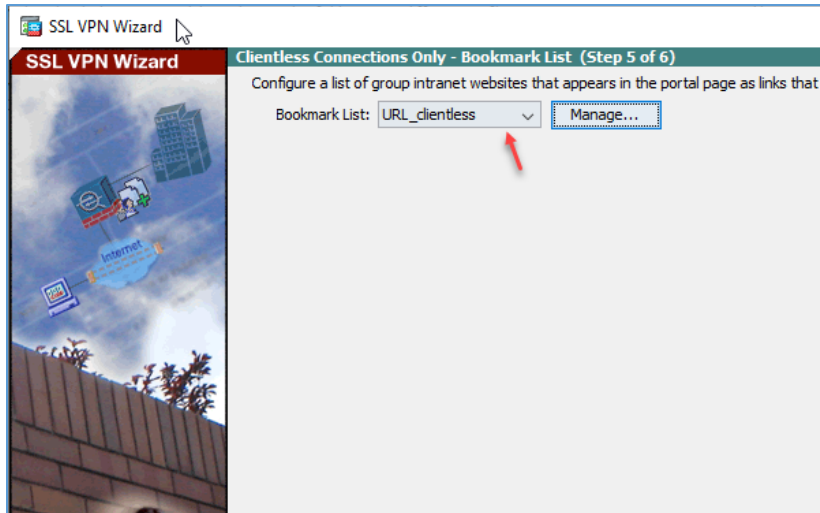 SSL VPN Wizard
SSL VPN Wizard
Clientless Connections Only - Bookmark List (Step 5 of 6)
Configure a list of group intranet websites that appears in the portal page as links that
Bookmark List: URL_clientless Manage...
Internet